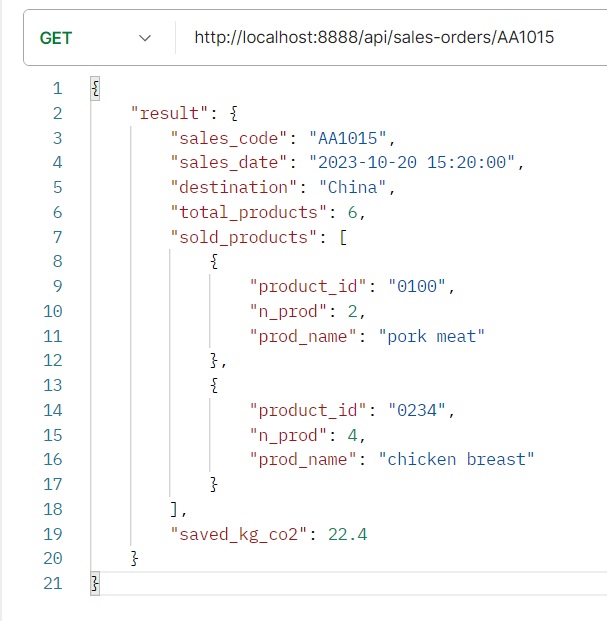 GET http://localhost:8888/api/sales-orders/AA1015
1 {
2 "result": {
3 "sales_code": "AA1015",
4 "sales_date": "2023-10-20 15:20:00",
5 "destination": "China",
6 "total_products": 6,
7 "sold_products": [
8 {
9 "product_id": "0100",
10 "n_prod": 2,
11 "prod_name": "pork meat"
12 },
13 {
14 "product_id": "0234",
15 "n_prod": 4,
16 "prod_name": "chicken breast"
17 }
18 ],
19 "saved_kg_co2": 22.4
20 }
21 }